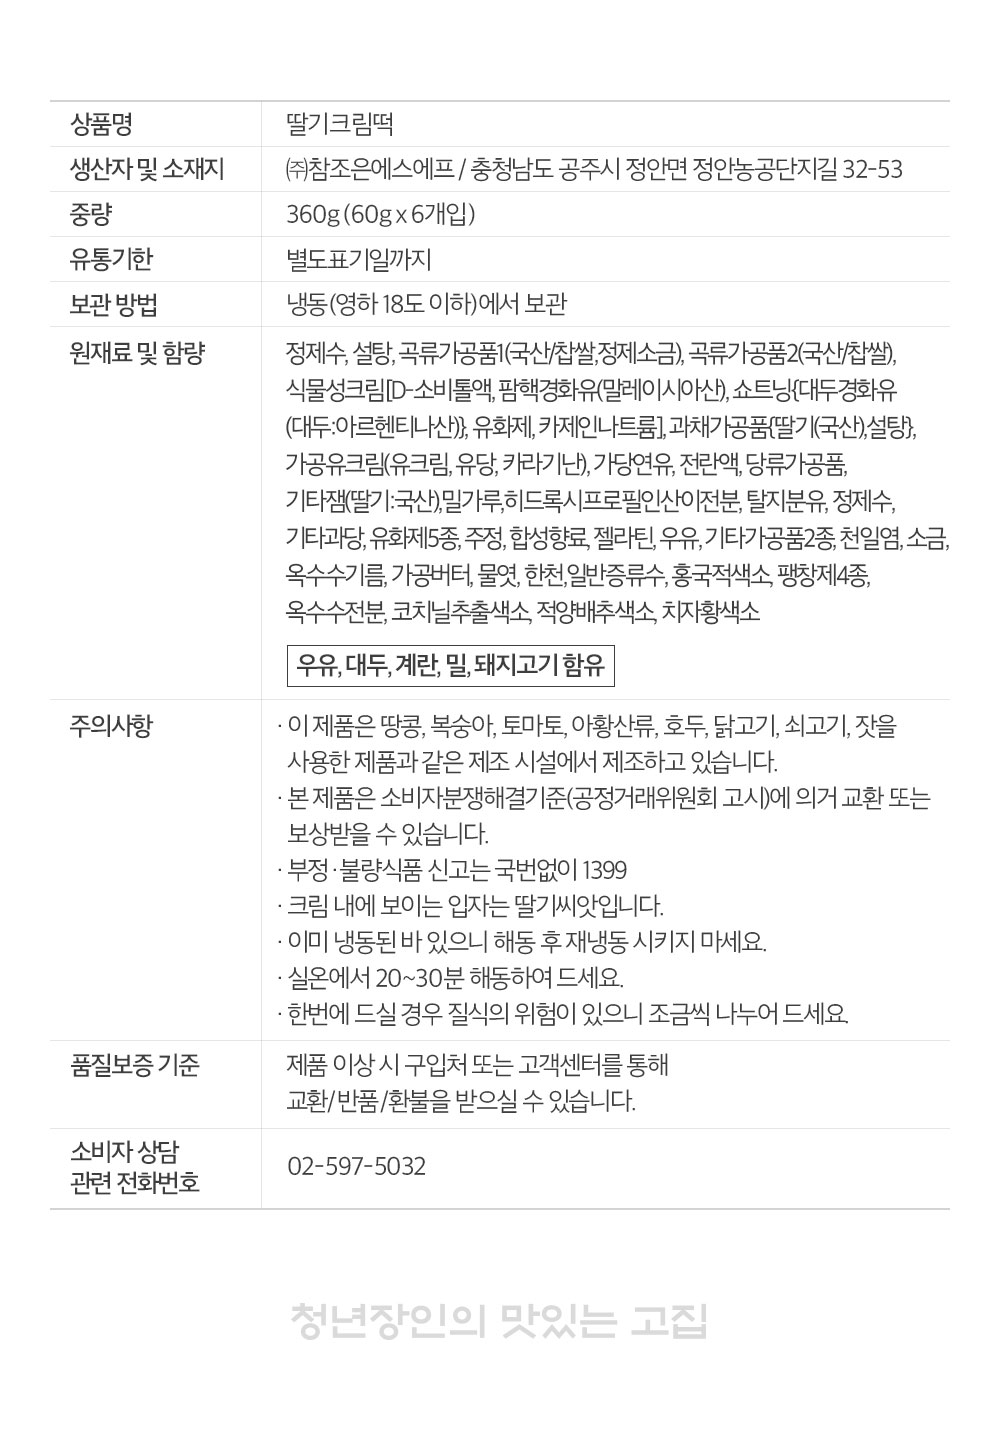 상품명 딸기크림떡
생산자 및 소재지 ㈜참조은에스에프 / 충청남도 공주시 정안면 정안농공단지길 32-53
중량 360g (60g x 6개입)
유통기한 별도표기일까지
보관 방법 냉동(영하 18도 이하)에서 보관
원재료 및 함량 정제수, 설탕, 곡류가공품1(국산/찹쌀,정제소금), 곡류가공품2(국산/찹쌀),
식물성크림[D-소비톨액, 팜핵경화유(말레이시아산), 쇼트닝{대두경화유
(대두:아르헨티나산)}, 유화제, 카제인나트륨], 과채가공품{딸기(국산),설탕},
가공유크림(유크림, 유당, 카라기난), 가당연유, 전란액, 당류가공품,
기타잼(딸기:국산),밀가루,히드록시프로필인산이전분, 탈지분유, 정제수,
기타과당, 유화제5종, 주정, 합성향료, 젤라틴, 우유, 기타가공품2종, 천일염, 소금,
옥수수기름, 가공버터, 물엿, 한천,일반증류수, 홍국적색소, 팽창제4종,
옥수수전분, 코치닐추출색소, 적양배추색소, 치자황색소
우유, 대두, 계란, 밀, 돼지고기 함유
주의사항 · 이 제품은 땅콩, 복숭아, 토마토, 아황산류, 호두, 닭고기, 쇠고기, 잣을
사용한 제품과 같은 제조 시설에서 제조하고 있습니다.
· 본 제품은 소비자분쟁해결기준(공정거래위원회 고시)에 의거 교환 또는
보상받을 수 있습니다.
· 부정 · 불량식품 신고는 국번없이 1399
· 크림 내에 보이는 입자는 딸기씨앗입니다.
· 이미 냉동된 바 있으니 해동 후 재냉동 시키지 마세요.
· 실온에서 20~30분 해동하여 드세요.
· 한번에 드실 경우 질식의 위험이 있으니 조금씩 나누어 드세요.
품질보증 기준 제품 이상 시 구입처 또는 고객센터를 통해
교환/반품/환불을 받으실 수 있습니다.
소비자 상담
관련 전화번호 02-597-5032
청년장인의 맛있는 고집